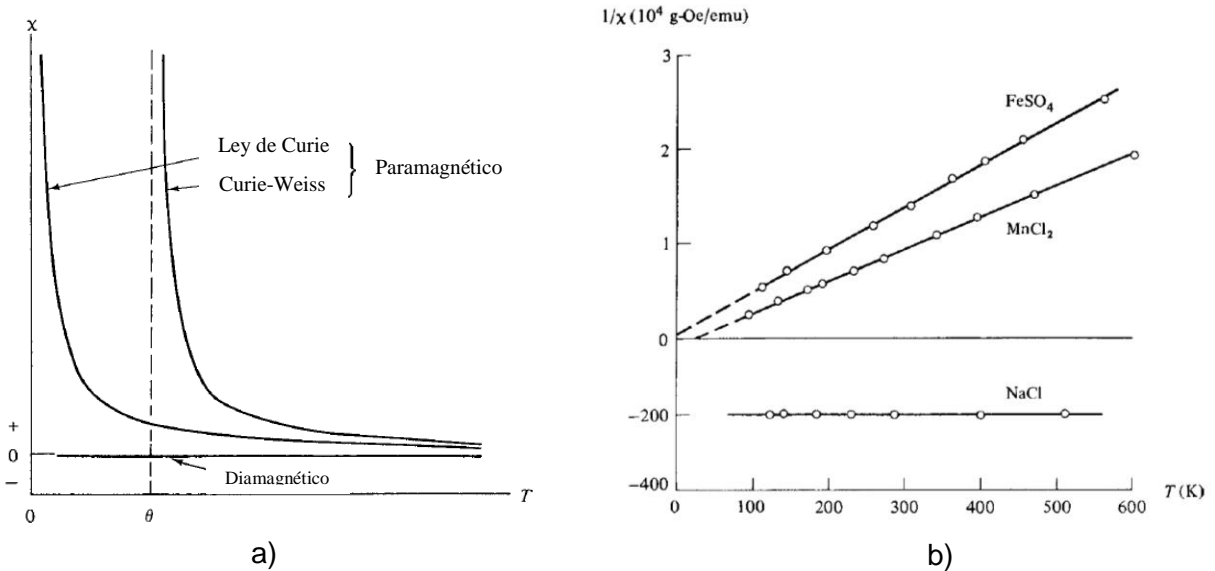 χ
Ley de Curie
Curie-Weiss
Paramagnético
+
0
−
Diamagnético
0
θ
T
a)
1/χ (10⁴ g-Oe/emu)
3
2
1
0
−200
−400
FeSO₄
MnCl₂
NaCl
0 100 200 300 400 500 600
T (K)
b)